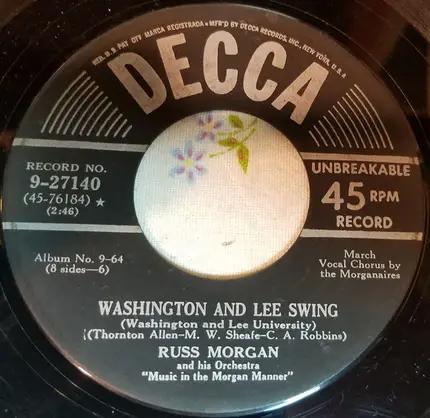 REG. U.S. PAT. OFF. MARCA REGISTRADA • MF'D BY DECCA RECORDS, INC., NEW YORK, U.S.A.
DECCA
RECORD NO.
9-27140
(45-76184) ★
(2:46)
UNBREAKABLE
45 RPM
RECORD
Album No. 9-64
(8 sides—6)
March
Vocal Chorus by
the Morganaires
WASHINGTON AND LEE SWING
(Washington and Lee University)
(Thornton Allen—M. W. Sheafe—C. A. Robbins)
RUSS MORGAN
and his Orchestra
"Music in the Morgan Manner"